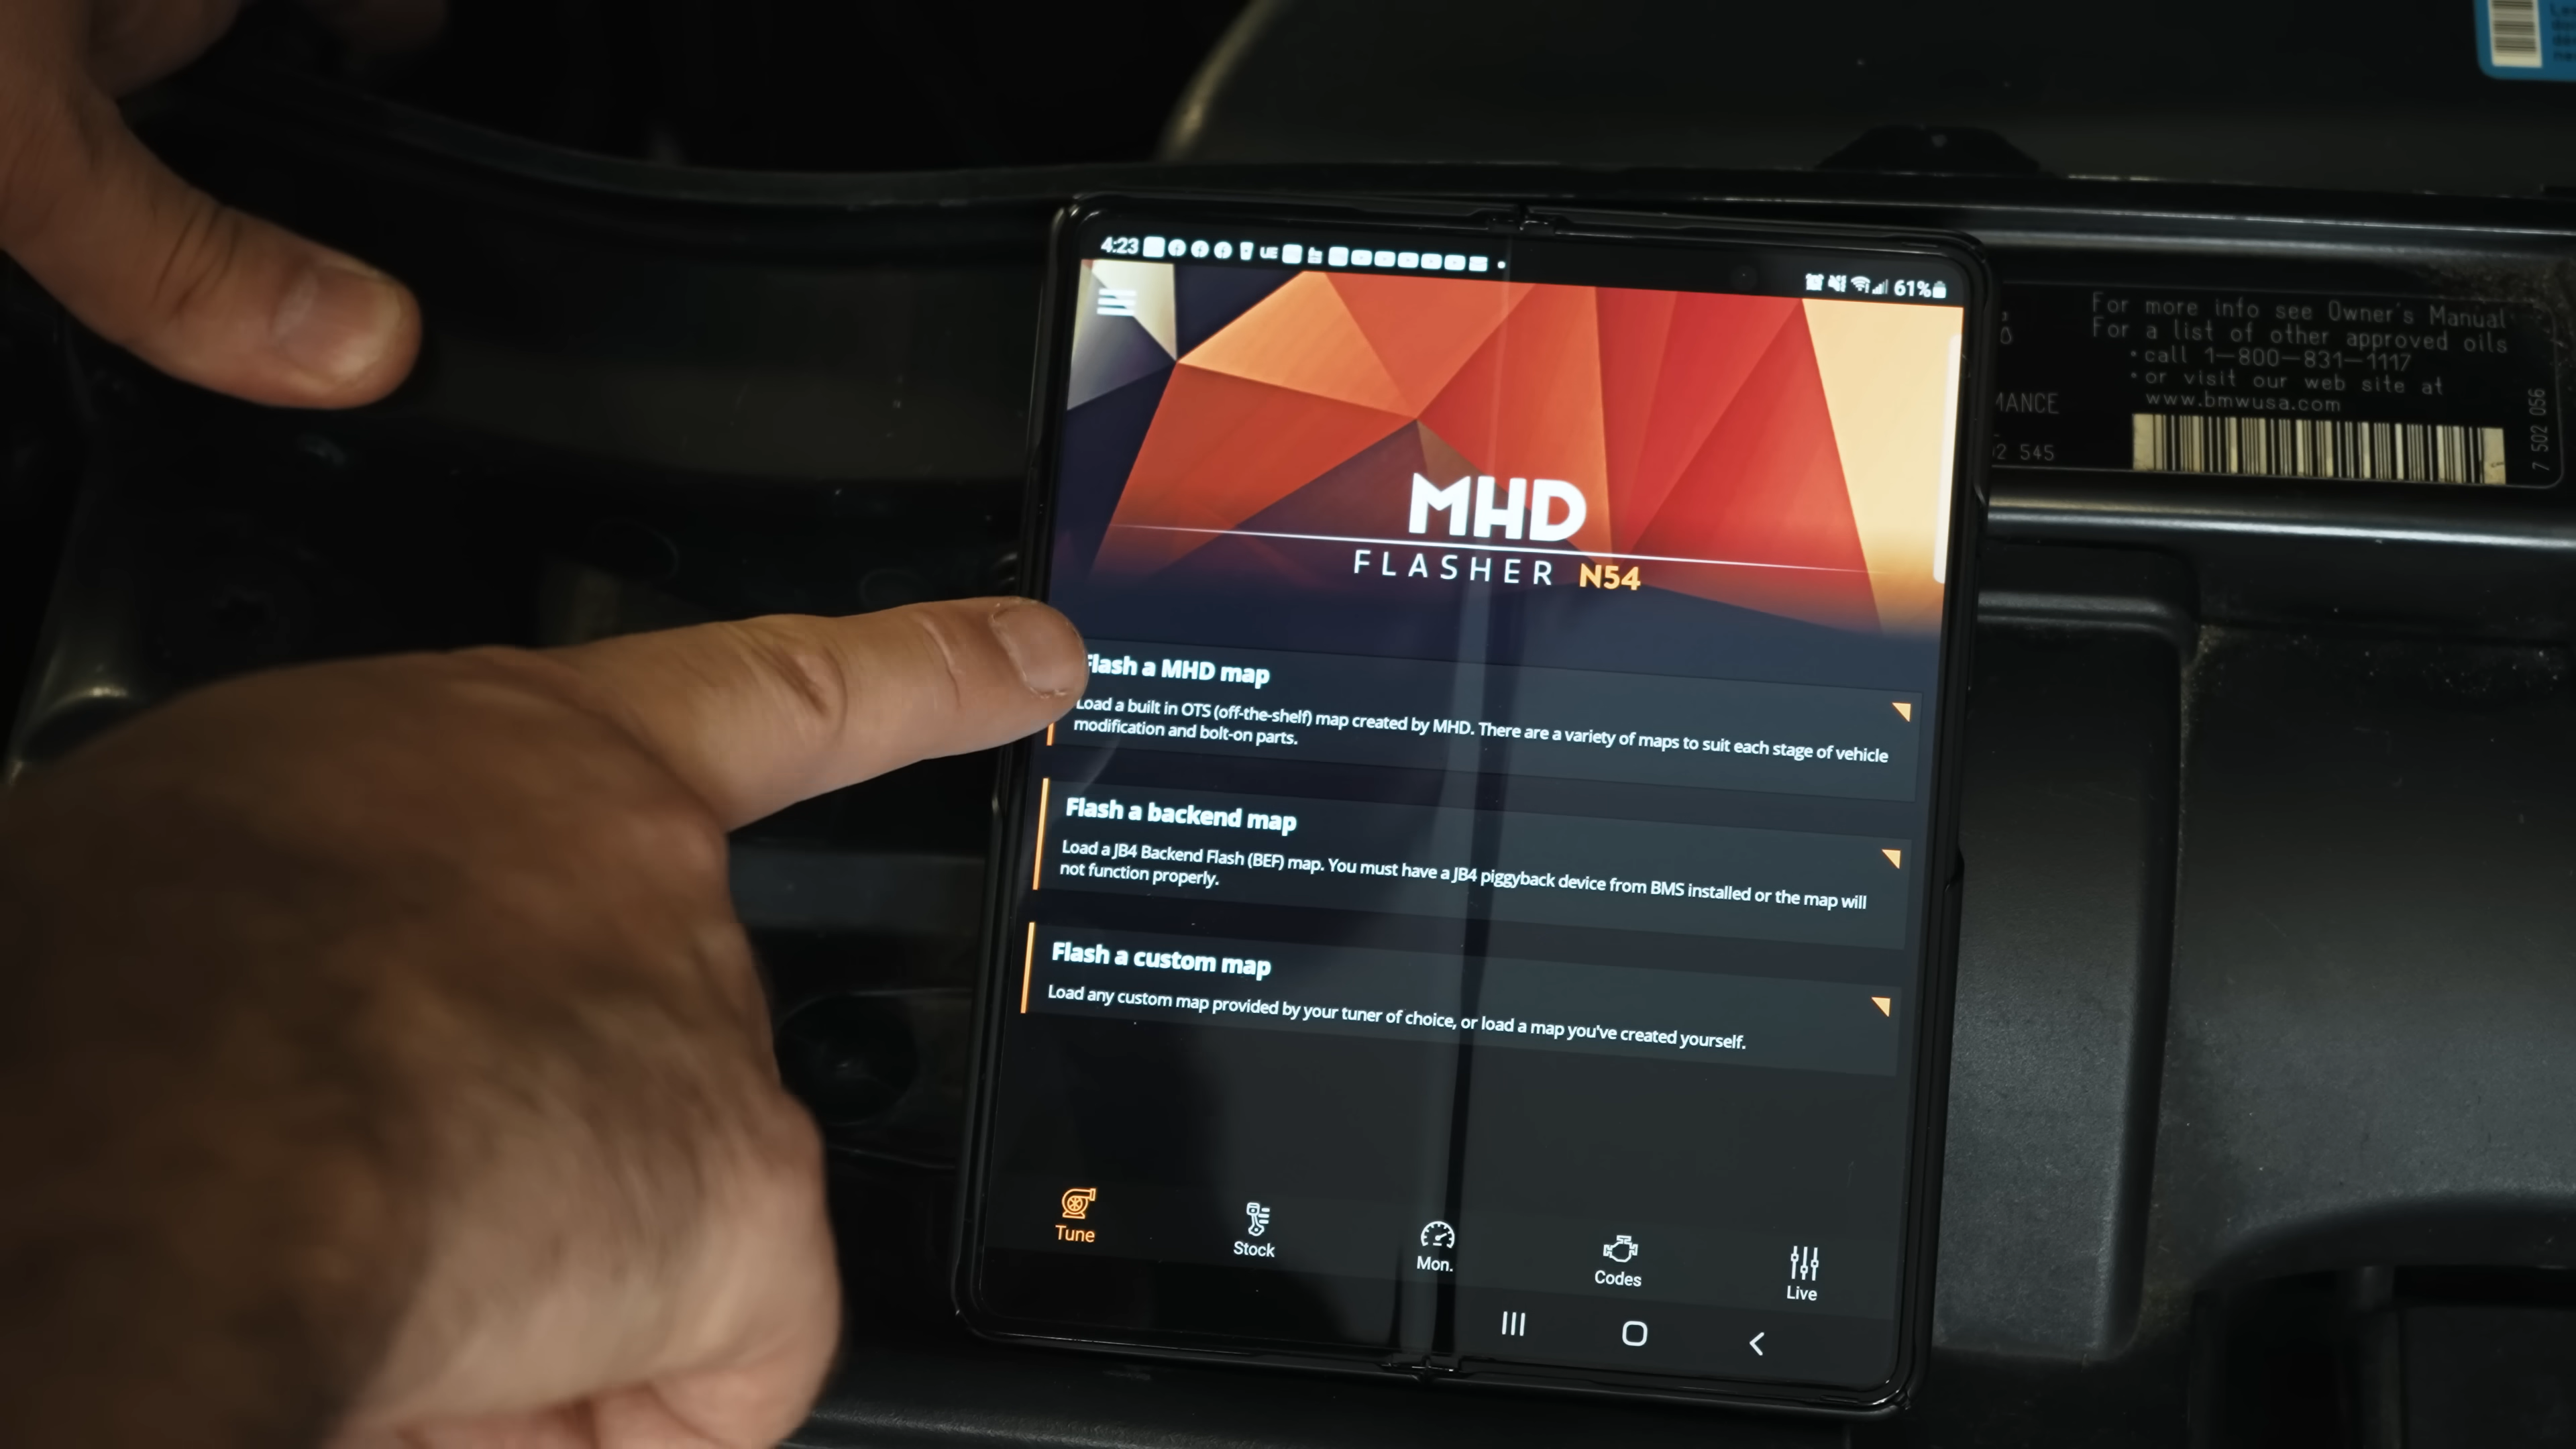 4:23
61%
MHD
FLASHER N54
Flash a MHD map
Load a built in OTS (off-the-shelf) map created by MHD. There are a variety of maps to suit each stage of vehicle
modification and bolt-on parts.
Flash a backend map
Load a JB4 Backend Flash (BEF) map. You must have a JB4 piggyback device from BMS installed or the map will
not function properly.
Flash a custom map
Load any custom map provided by your tuner of choice, or load a map you've created yourself.
Tune
Stock
Mon.
Codes
Live
For more info see Owner's Manual
For a list of other approved oils
• call 1-800-831-1117
• or visit our web site at
www.bmwusa.com
MANCE
2 545
7 502 056